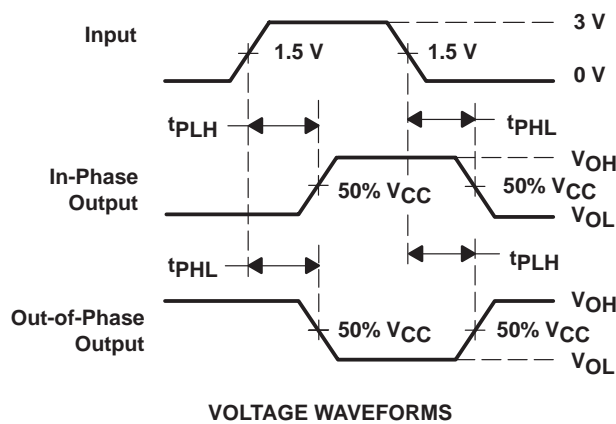 Input
1.5 V
1.5 V
3 V
0 V
tPLH
tPHL
In-Phase
Output
50% VCC
50% VCC
VOH
VOL
tPHL
tPLH
Out-of-Phase
Output
50% VCC
50% VCC
VOH
VOL
VOLTAGE WAVEFORMS